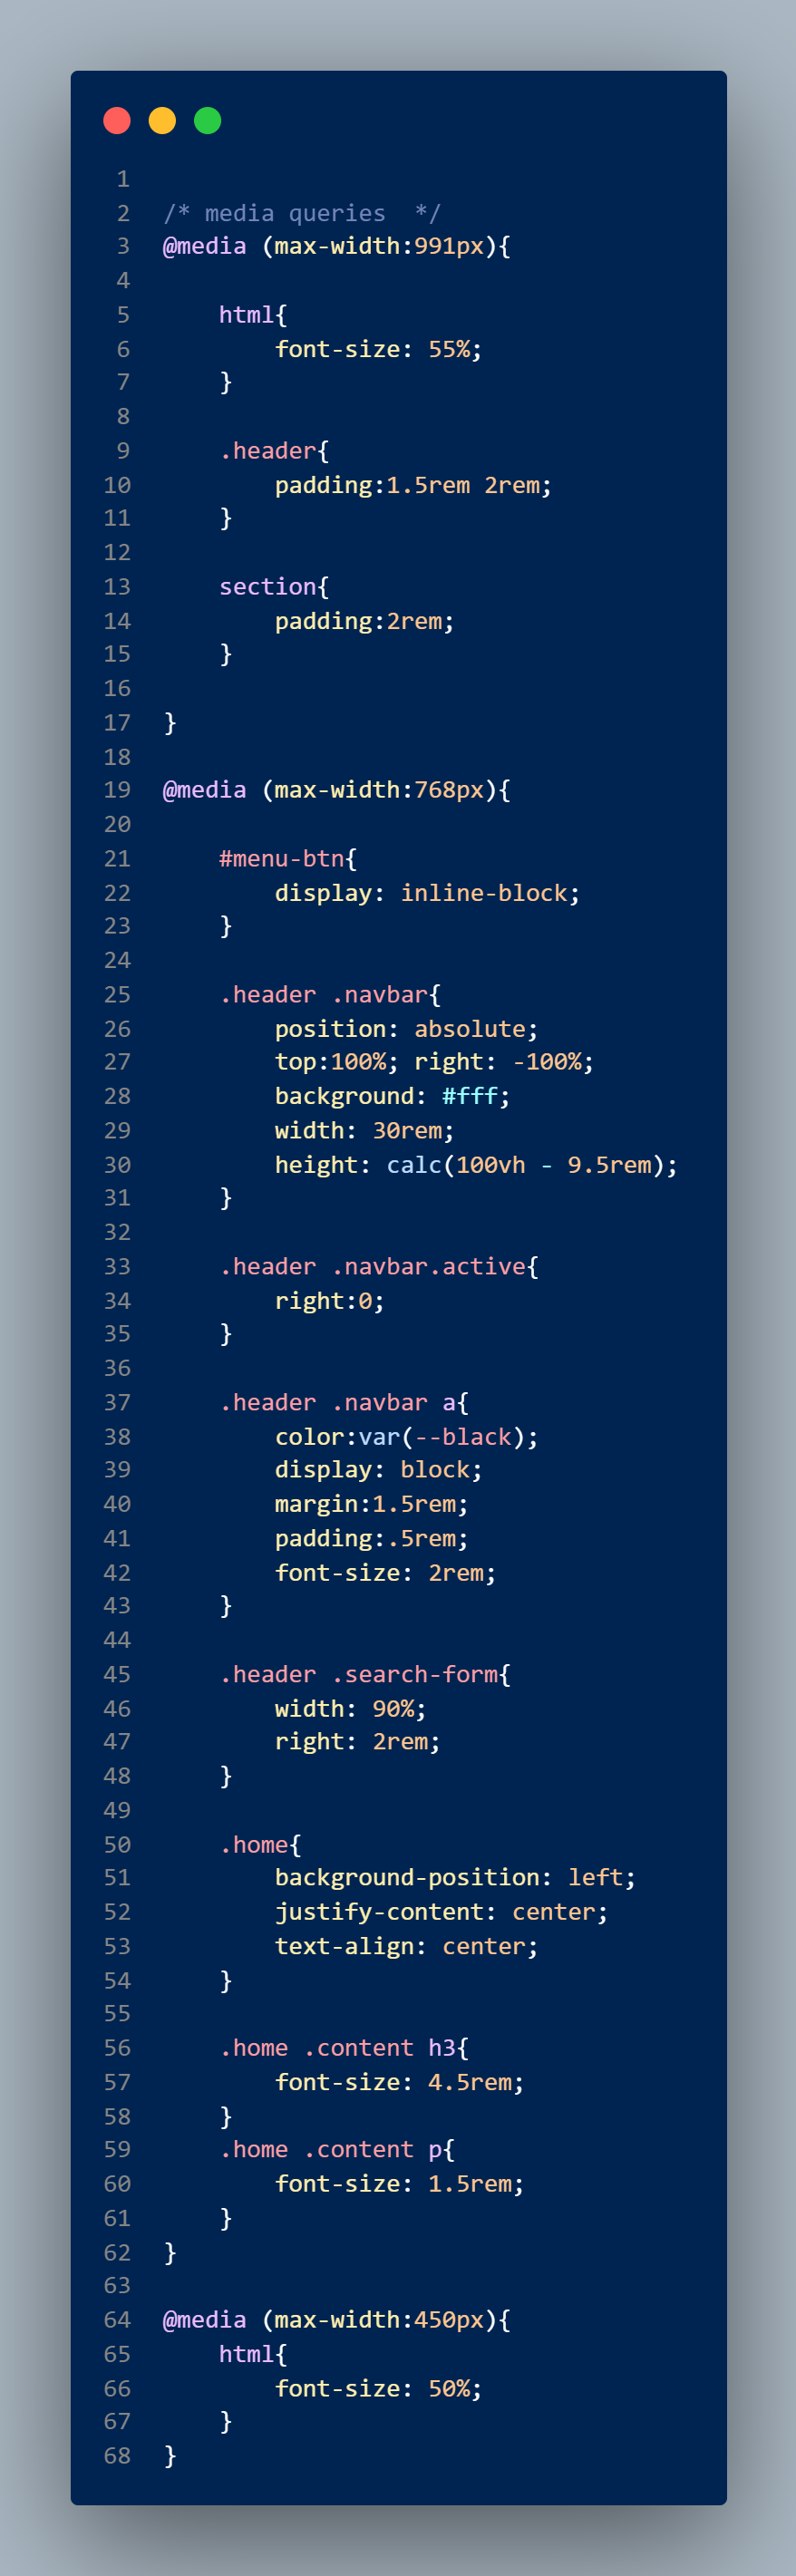 1
2 /* media queries  */
3 @media (max-width:991px){
4
5     html{
6         font-size: 55%;
7     }
8
9     .header{
10         padding:1.5rem 2rem;
11     }
12
13     section{
14         padding:2rem;
15     }
16
17 }
18
19 @media (max-width:768px){
20
21     #menu-btn{
22         display: inline-block;
23     }
24
25     .header .navbar{
26         position: absolute;
27         top:100%; right: -100%;
28         background: #fff;
29         width: 30rem;
30         height: calc(100vh - 9.5rem);
31     }
32
33     .header .navbar.active{
34         right:0;
35     }
36
37     .header .navbar a{
38         color:var(--black);
39         display: block;
40         margin:1.5rem;
41         padding:.5rem;
42         font-size: 2rem;
43     }
44
45     .header .search-form{
46         width: 90%;
47         right: 2rem;
48     }
49
50     .home{
51         background-position: left;
52         justify-content: center;
53         text-align: center;
54     }
55
56     .home .content h3{
57         font-size: 4.5rem;
58     }
59     .home .content p{
60         font-size: 1.5rem;
61     }
62 }
63
64 @media (max-width:450px){
65     html{
66         font-size: 50%;
67     }
68 }